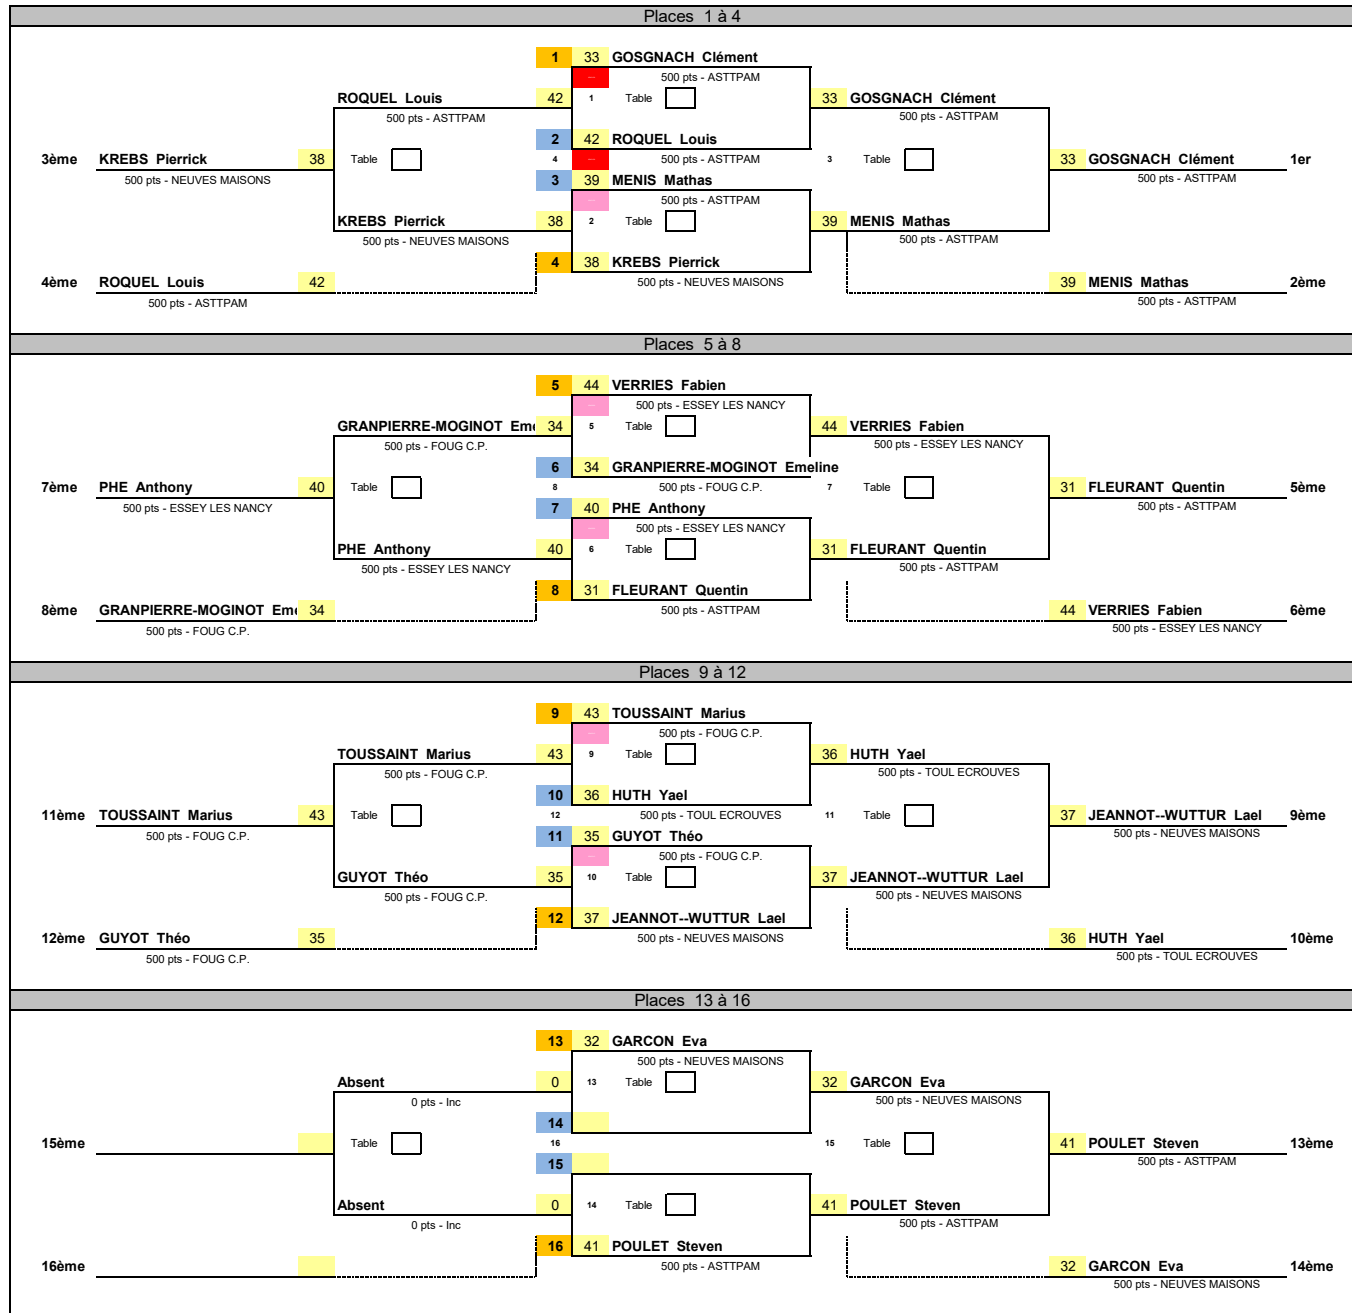 Places 1 à 4
1 33 GOSGNACH Clément
500 pts - ASTTPAM
ROQUEL Louis 42 1 Table 33 GOSGNACH Clément
500 pts - ASTTPAM 500 pts - ASTTPAM
2 42 ROQUEL Louis
3ème KREBS Pierrick 38 Table 4 500 pts - ASTTPAM 3 Table 33 GOSGNACH Clément 1er
500 pts - NEUVES MAISONS 3 39 MENIS Mathas 500 pts - ASTTPAM
500 pts - ASTTPAM
KREBS Pierrick 38 2 Table 39 MENIS Mathas
500 pts - NEUVES MAISONS 500 pts - ASTTPAM
4 38 KREBS Pierrick
4ème ROQUEL Louis 42 500 pts - NEUVES MAISONS 39 MENIS Mathas 2ème
500 pts - ASTTPAM 500 pts - ASTTPAM
Places 5 à 8
5 44 VERRIES Fabien
500 pts - ESSEY LES NANCY
GRANPIERRE-MOGINOT Eme 34 5 Table 44 VERRIES Fabien
500 pts - FOUG C.P. 500 pts - ESSEY LES NANCY
6 34 GRANPIERRE-MOGINOT Emeline
7ème PHE Anthony 40 Table 8 500 pts - FOUG C.P. 7 Table 31 FLEURANT Quentin 5ème
500 pts - ESSEY LES NANCY 7 40 PHE Anthony 500 pts - ASTTPAM
500 pts - ESSEY LES NANCY
PHE Anthony 40 6 Table 31 FLEURANT Quentin
500 pts - ESSEY LES NANCY 500 pts - ASTTPAM
8 31 FLEURANT Quentin
8ème GRANPIERRE-MOGINOT Eme 34 500 pts - ASTTPAM 44 VERRIES Fabien 6ème
500 pts - FOUG C.P. 500 pts - ESSEY LES NANCY
Places 9 à 12
9 43 TOUSSAINT Marius
500 pts - FOUG C.P.
TOUSSAINT Marius 43 9 Table 36 HUTH Yael
500 pts - FOUG C.P. 500 pts - TOUL ECROUVES
10 36 HUTH Yael
11ème TOUSSAINT Marius 43 Table 12 500 pts - TOUL ECROUVES 11 Table 37 JEANNOT--WUTTUR Lael 9ème
500 pts - FOUG C.P. 11 35 GUYOT Théo 500 pts - NEUVES MAISONS
500 pts - FOUG C.P.
GUYOT Théo 35 10 Table 37 JEANNOT--WUTTUR Lael
500 pts - FOUG C.P. 500 pts - NEUVES MAISONS
12 37 JEANNOT--WUTTUR Lael
12ème GUYOT Théo 35 500 pts - NEUVES MAISONS 36 HUTH Yael 10ème
500 pts - FOUG C.P. 500 pts - TOUL ECROUVES
Places 13 à 16
13 32 GARCON Eva
500 pts - NEUVES MAISONS
Absent 0 13 Table 32 GARCON Eva
0 pts - Inc 500 pts - NEUVES MAISONS
14
15ème Table 16 15 Table 41 POULET Steven 13ème
15 500 pts - ASTTPAM
Absent 0 14 Table 41 POULET Steven
0 pts - Inc 500 pts - ASTTPAM
16 41 POULET Steven
16ème 500 pts - ASTTPAM 32 GARCON Eva 14ème
500 pts - NEUVES MAISONS